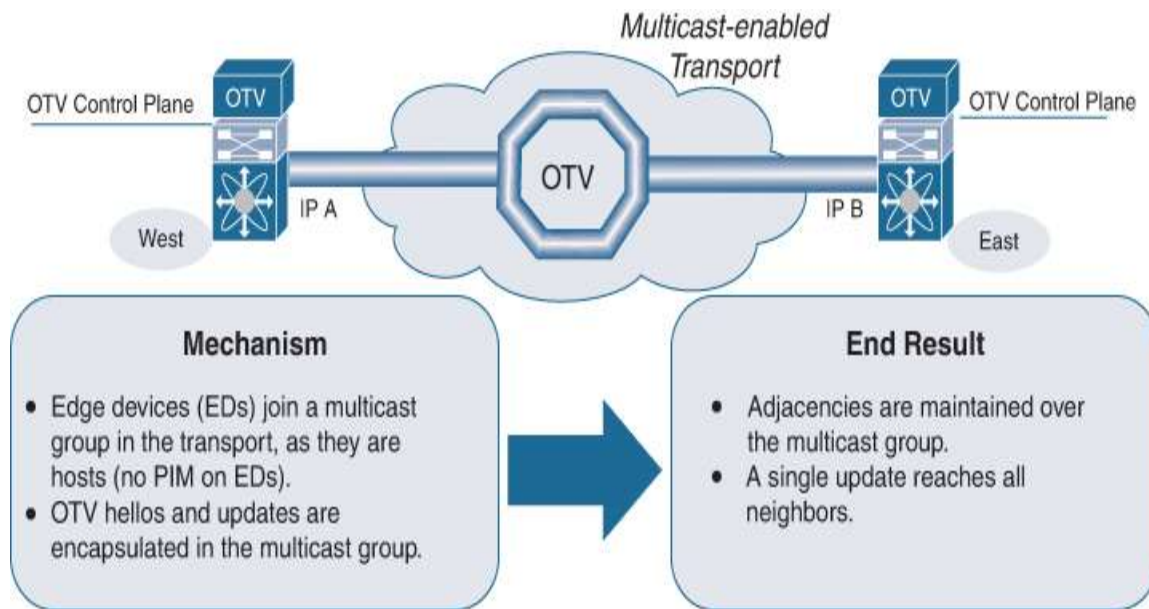 Multicast-enabled
Transport
OTV
OTV
OTV Control Plane
OTV Control Plane
OTV
IP A
IP B
West
East
Mechanism
• Edge devices (EDs) join a multicast
group in the transport, as they are
hosts (no PIM on EDs).
• OTV hellos and updates are
encapsulated in the multicast group.
End Result
• Adjacencies are maintained over
the multicast group.
• A single update reaches all
neighbors.